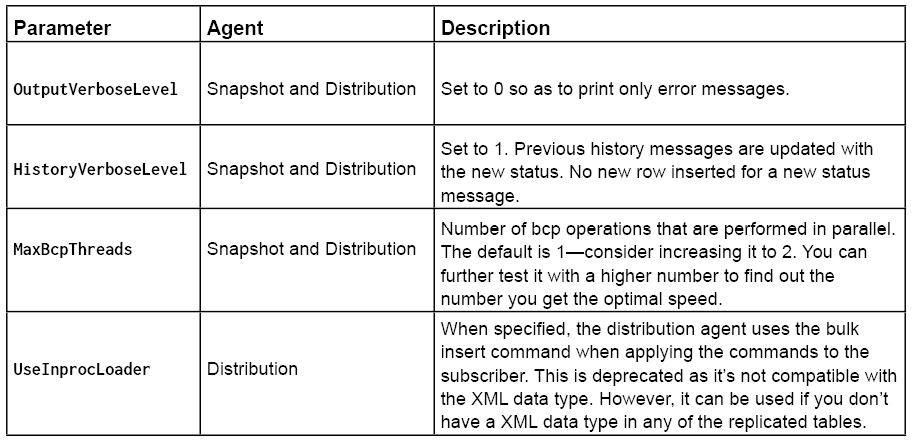 Parameter Agent Description
OutputVerboseLevel Snapshot and Distribution Set to 0 so as to print only error messages.
HistoryVerboseLevel Snapshot and Distribution Set to 1. Previous history messages are updated with
the new status. No new row inserted for a new status
message.
MaxBcpThreads Snapshot and Distribution Number of bcp operations that are performed in parallel.
The default is 1—consider increasing it to 2. You can
further test it with a higher number to find out the
number you get the optimal speed.
UseInprocLoader Distribution When specified, the distribution agent uses the bulk
insert command when applying the commands to the
subscriber. This is deprecated as it's not compatible with
the XML data type. However, it can be used if you don't
have a XML data type in any of the replicated tables.